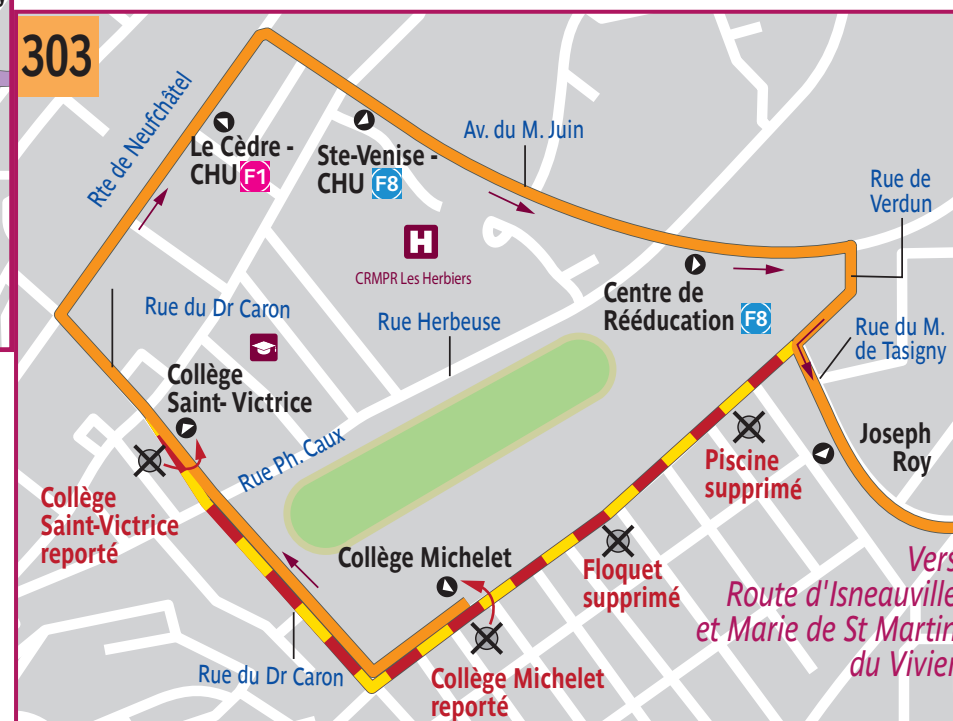 303
Rte de Neufchâtel
Le Cèdre -
CHU F1
Ste-Venise -
CHU F8
Av. du M. Juin
Rue de
Verdun
H
CRMPR Les Herbiers
Centre de
Rééducation F8
Rue du Dr Caron
Rue Herbeuse
Rue du M.
de Tasigny
Collège
Saint- Victrice
Joseph
Roy
Rue Ph. Caux
Piscine
supprimé
Collège
Saint-Victrice
reporté
Collège Michelet
Floquet
supprimé
Vers
Route d'Isneauville
et Marie de St Martin
du Vivier
Rue du Dr Caron
Collège Michelet
reporté